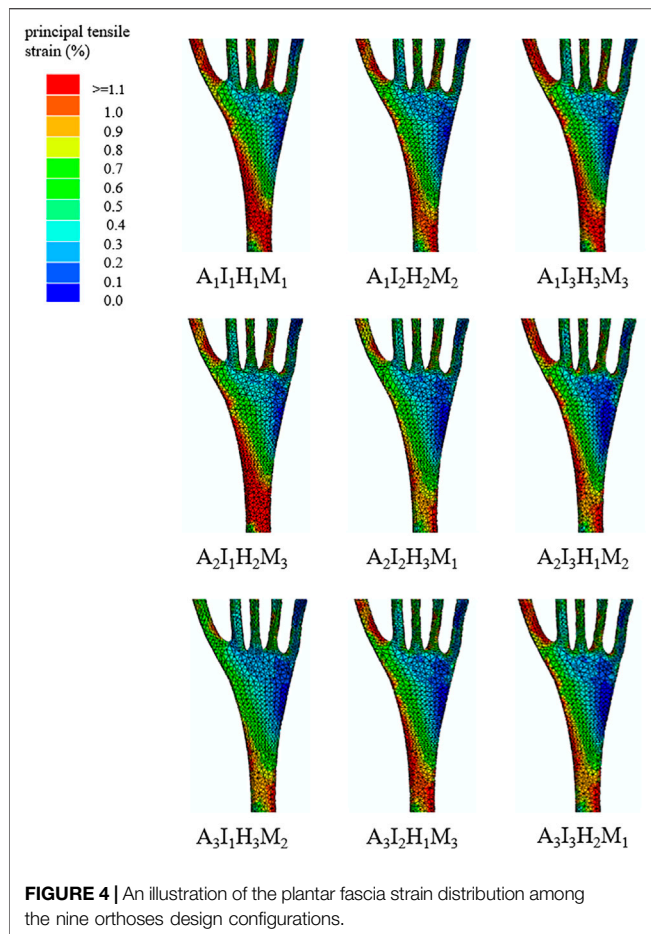 principal tensile
strain (%)
>=1.1
1.0
0.9
0.8
0.7
0.6
0.5
0.4
0.3
0.2
0.1
0.0
A₁I₁H₁M₁ A₁I₂H₂M₂ A₁I₃H₃M₃
A₂I₁H₂M₃ A₂I₂H₃M₁ A₂I₃H₁M₂
A₃I₁H₃M₂ A₃I₂H₁M₃ A₃I₃H₂M₁
FIGURE 4 | An illustration of the plantar fascia strain distribution among
the nine orthoses design configurations.